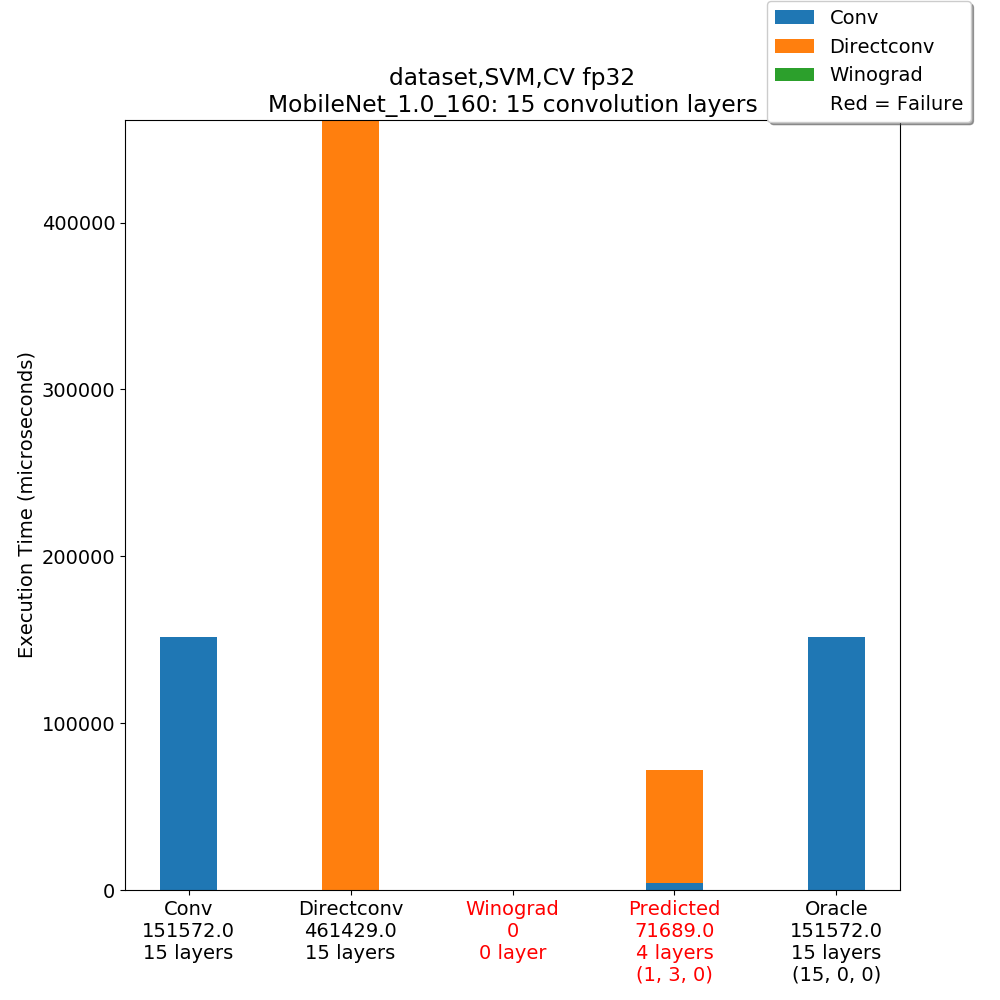 Conv
Directconv
Winograd
Red = Failure
dataset,SVM,CV fp32
MobileNet_1.0_160: 15 convolution layers
Execution Time (microseconds)
400000
300000
200000
100000
0
Conv
151572.0
15 layers
Directconv
461429.0
15 layers
Winograd
0
0 layer
Predicted
71689.0
4 layers
(1, 3, 0)
Oracle
151572.0
15 layers
(15, 0, 0)